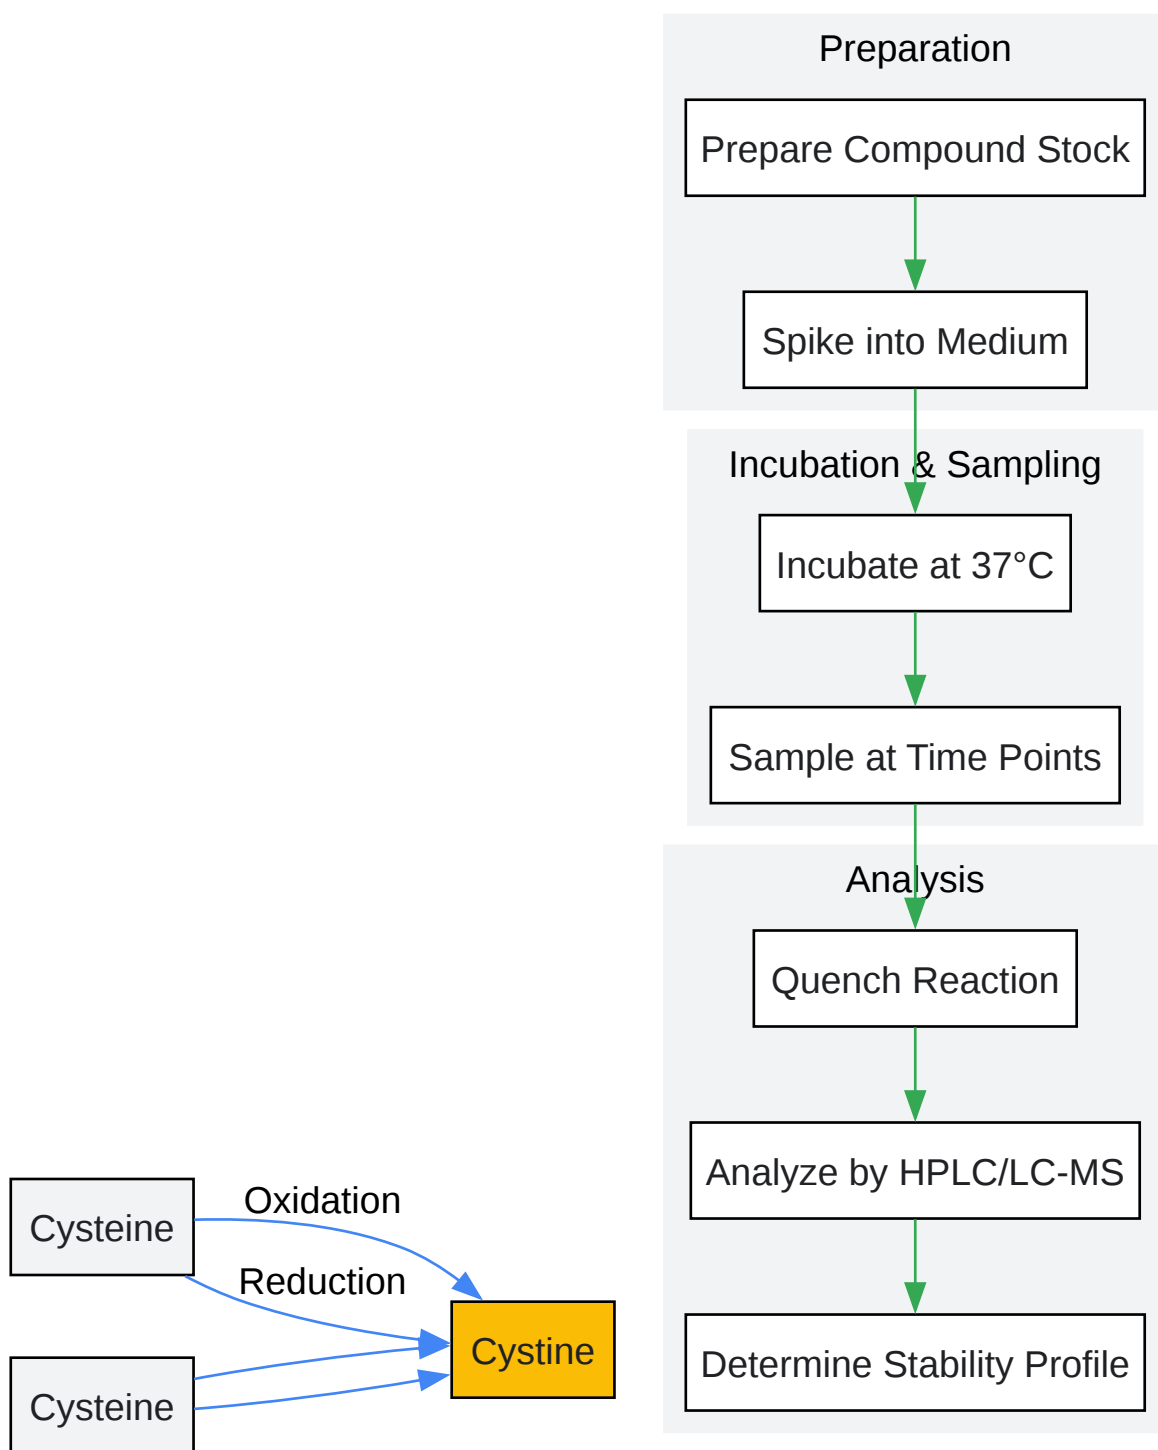 Preparation
Prepare Compound Stock
Spike into Medium
Incubation & Sampling
Incubate at 37°C
Sample at Time Points
Analysis
Quench Reaction
Analyze by HPLC/LC-MS
Determine Stability Profile
Cysteine
Oxidation
Reduction
Cystine
Cysteine